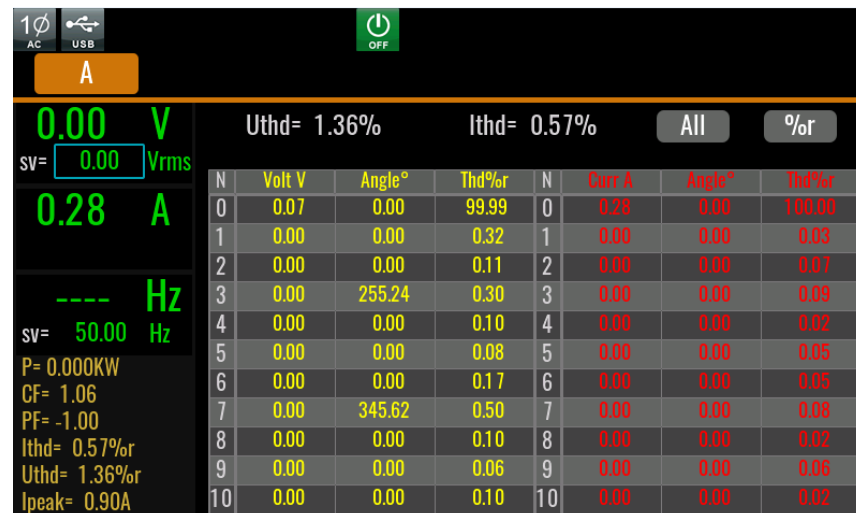 1Ø
AC
USB
OFF
A
0.00 V
sv= 0.00 Vrms
0.28 A
---- Hz
sv= 50.00 Hz
P= 0.000KW
CF= 1.06
PF= -1.00
Ithd= 0.57%r
Uthd= 1.36%r
Ipeak= 0.90A
Uthd= 1.36% Ithd= 0.57% All %r
N Volt V Angle° Thd%r N Curr A Angle° Thd%r
0 0.07 0.00 99.99 0 0.28 0.00 100.00
1 0.00 0.00 0.32 1 0.00 0.00 0.03
2 0.00 0.00 0.11 2 0.00 0.00 0.07
3 0.00 255.24 0.30 3 0.00 0.00 0.09
4 0.00 0.00 0.10 4 0.00 0.00 0.02
5 0.00 0.00 0.08 5 0.00 0.00 0.05
6 0.00 0.00 0.17 6 0.00 0.00 0.05
7 0.00 345.62 0.50 7 0.00 0.00 0.08
8 0.00 0.00 0.10 8 0.00 0.00 0.02
9 0.00 0.00 0.06 9 0.00 0.00 0.06
10 0.00 0.00 0.10 10 0.00 0.00 0.02